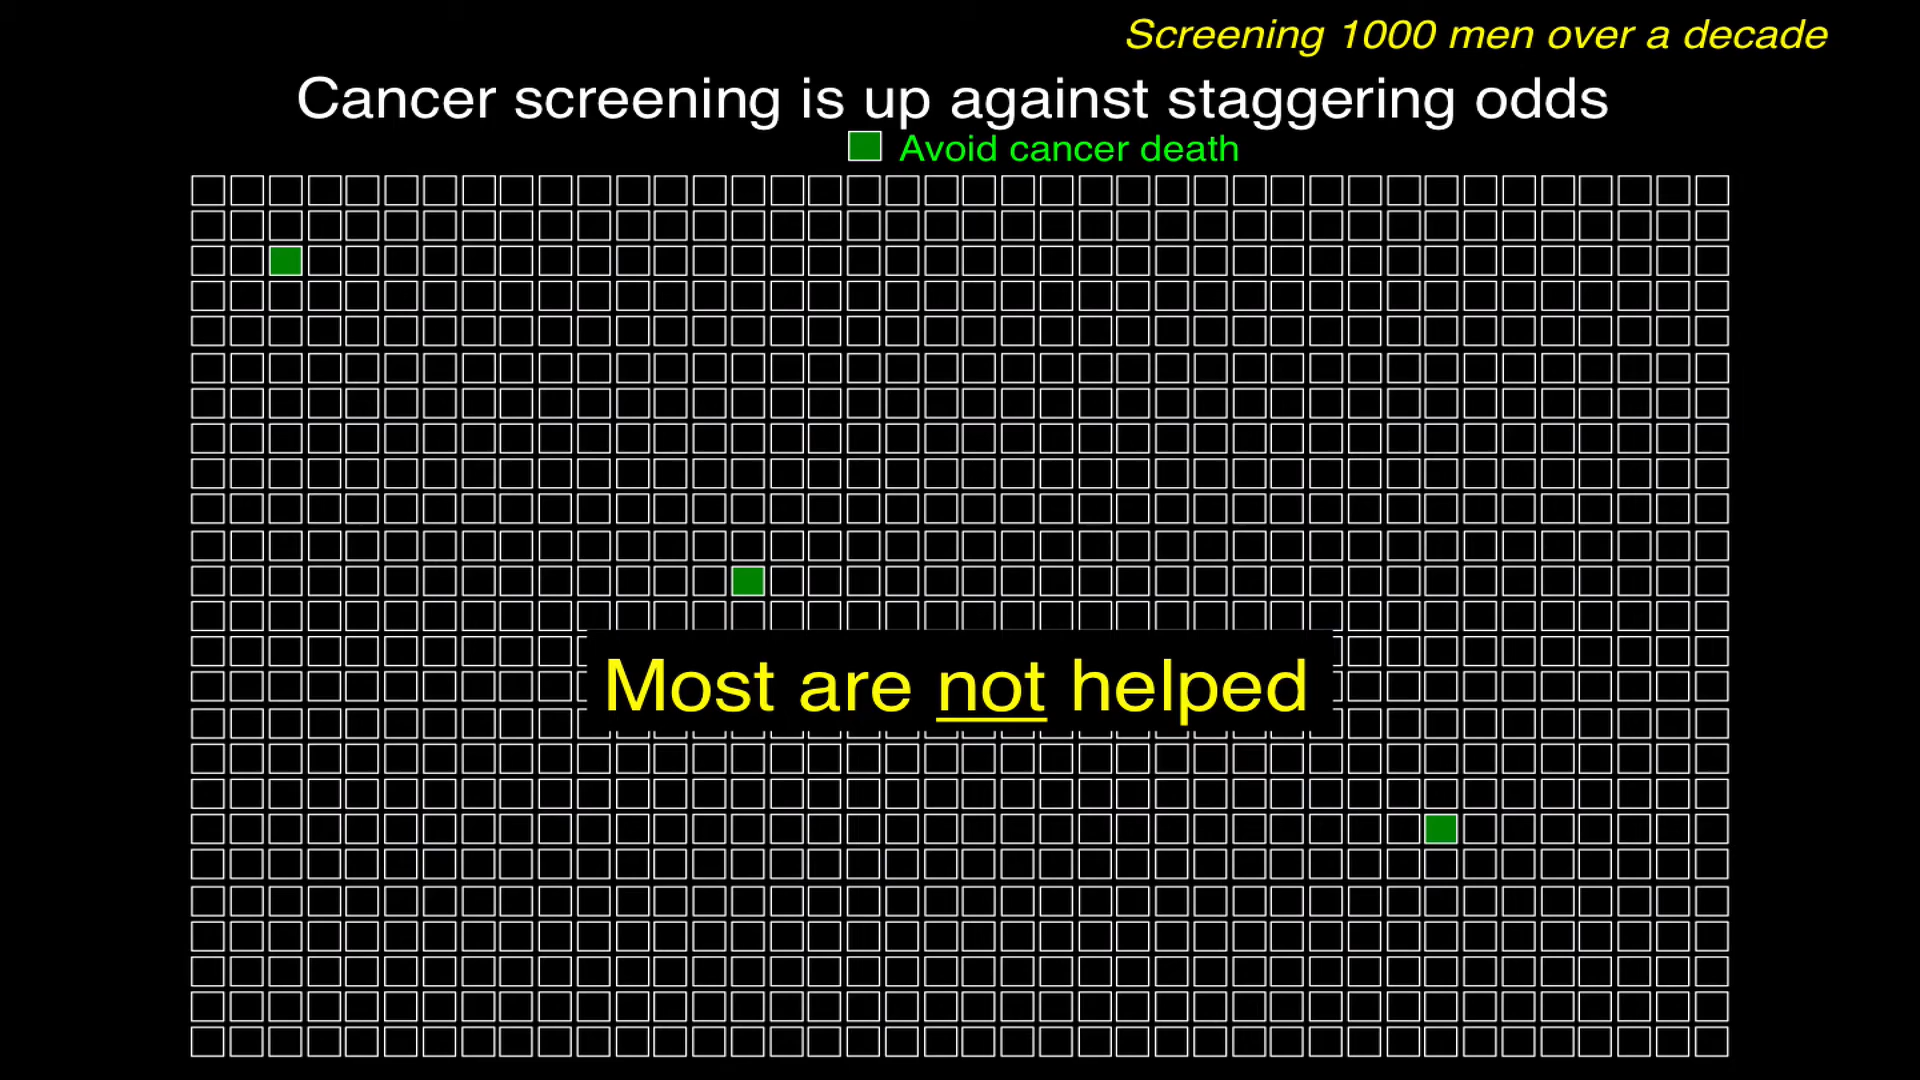 Screening 1000 men over a decade
Cancer screening is up against staggering odds
Avoid cancer death
Most are not helped